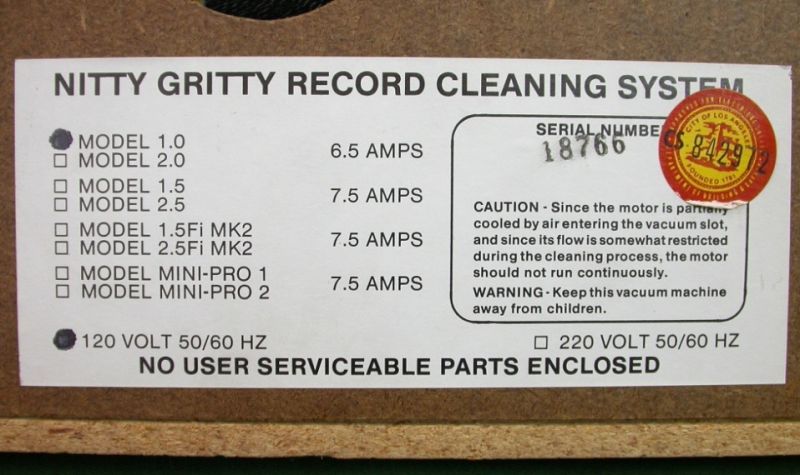 NITTY GRITTY RECORD CLEANING SYSTEM
MODEL 1.0
MODEL 2.0
6.5 AMPS
MODEL 1.5
MODEL 2.5
7.5 AMPS
MODEL 1.5Fi MK2
MODEL 2.5Fi MK2
7.5 AMPS
MODEL MINI-PRO 1
MODEL MINI-PRO 2
7.5 AMPS
SERIAL NUMBE
18766
CITY OF LOS ANGELES
CS 842972
FOUNDED 1781
CAUTION - Since the motor is partially
cooled by air entering the vacuum slot,
and since its flow is somewhat restricted
during the cleaning process, the motor
should not run continuously.
WARNING - Keep this vacuum machine
away from children.
120 VOLT 50/60 HZ
220 VOLT 50/60 HZ
NO USER SERVICEABLE PARTS ENCLOSED